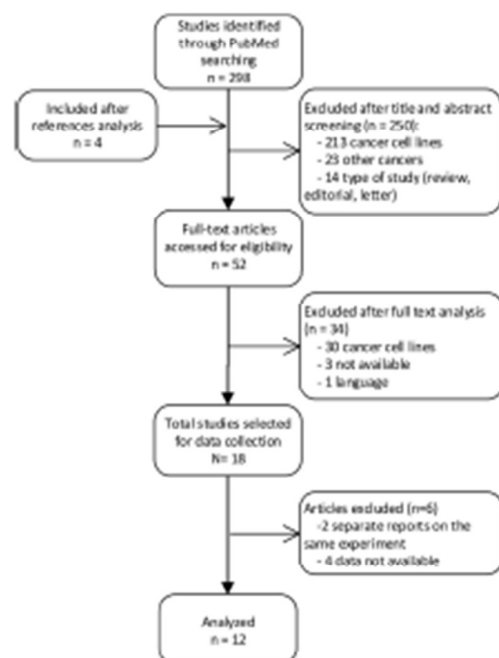 Studies identified
through PubMed
searching
n = 298
Included after
references analysis
n = 4
Excluded after title and abstract
screening (n = 250):
- 213 cancer cell lines
- 23 other cancers
- 14 type of study (review,
editorial, letter)
Full-text articles
accessed for eligibility
n = 52
Excluded after full text analysis
(n = 34)
- 30 cancer cell lines
- 3 not available
- 1 language
Total studies selected
for data collection
N= 18
Articles excluded (n=6)
-2 separate reports on the
same experiment
- 4 data not available
Analyzed
n = 12